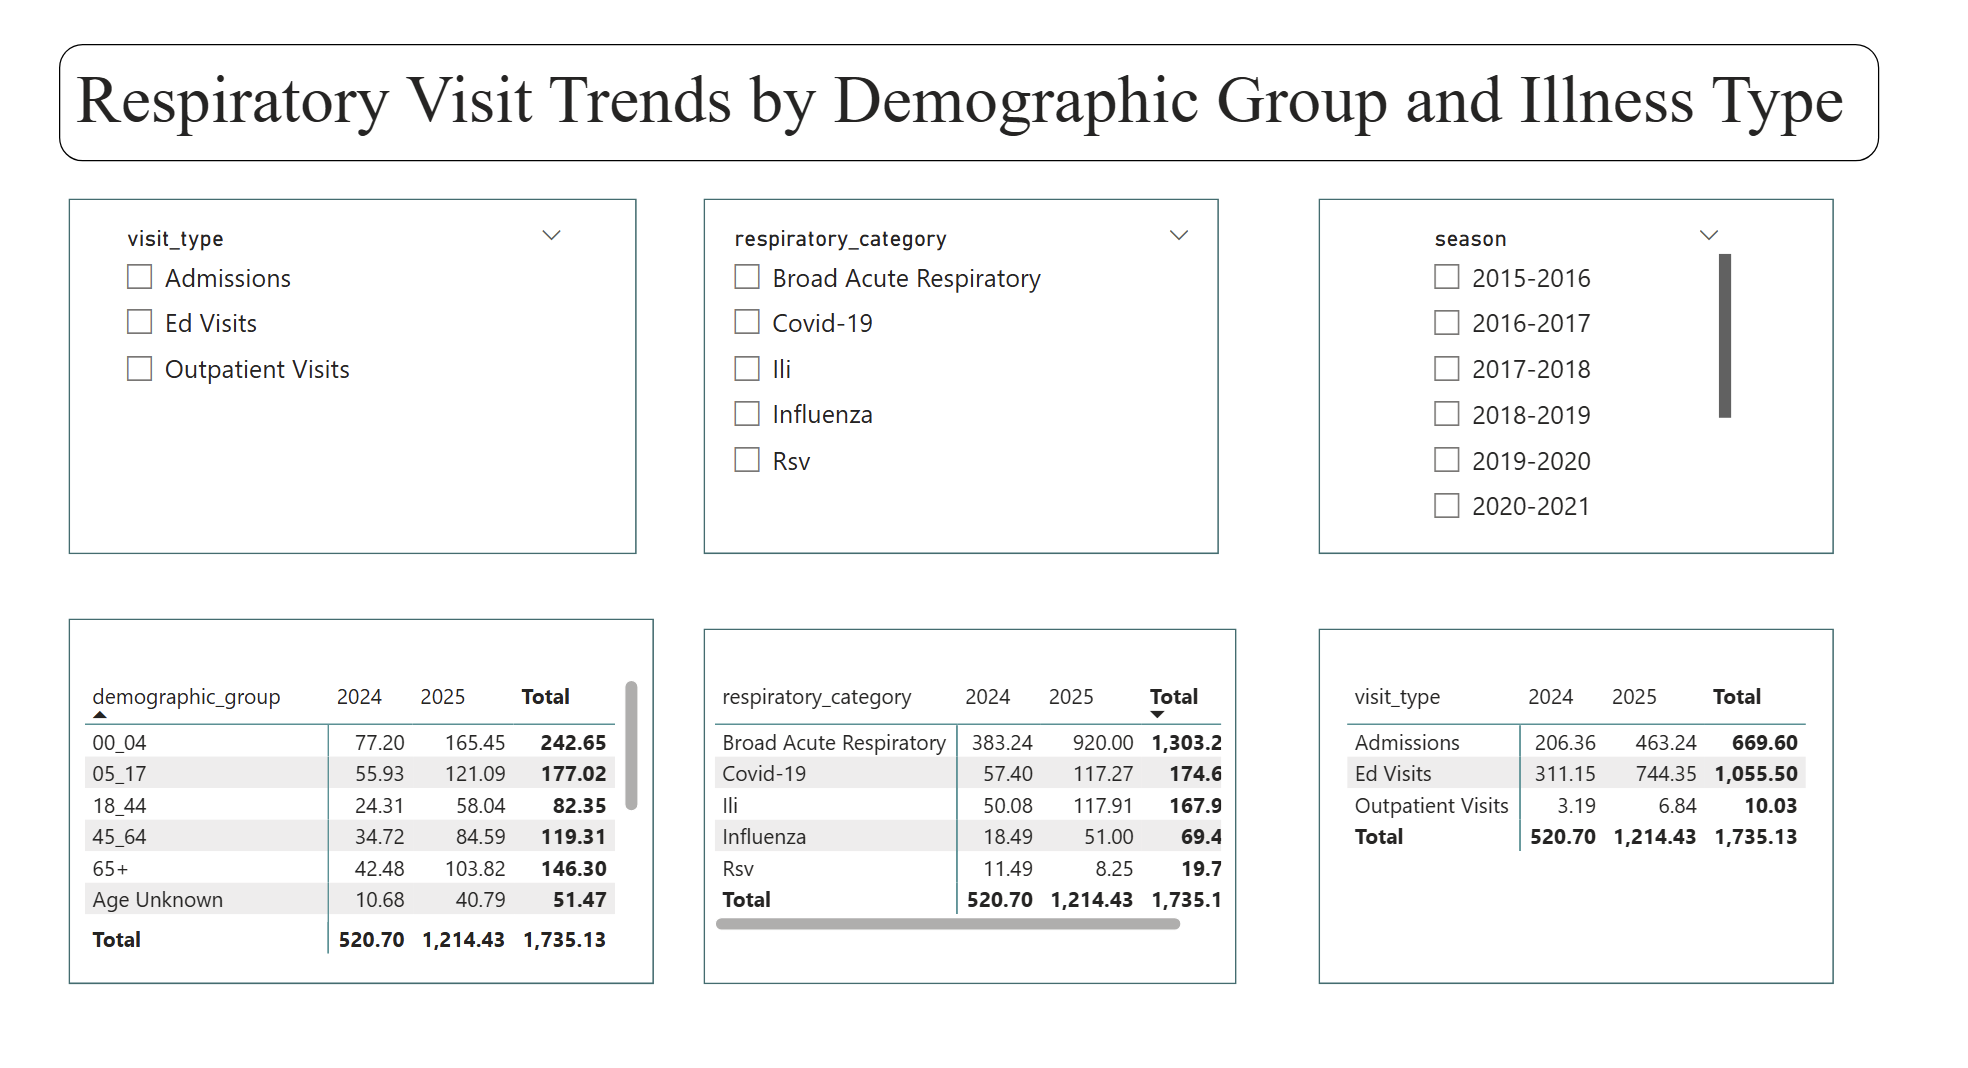 Respiratory Visit Trends by Demographic Group and Illness Type
visit_type
Admissions
Ed Visits
Outpatient Visits
respiratory_category
Broad Acute Respiratory
Covid-19
Ili
Influenza
Rsv
season
2015-2016
2016-2017
2017-2018
2018-2019
2019-2020
2020-2021
demographic_group 2024 2025 Total
00_04 77.20 165.45 242.65
05_17 55.93 121.09 177.02
18_44 24.31 58.04 82.35
45_64 34.72 84.59 119.31
65+ 42.48 103.82 146.30
Age Unknown 10.68 40.79 51.47
Total 520.70 1,214.43 1,735.13
respiratory_category 2024 2025 Total
Broad Acute Respiratory 383.24 920.00 1,303.2
Covid-19 57.40 117.27 174.6
Ili 50.08 117.91 167.9
Influenza 18.49 51.00 69.4
Rsv 11.49 8.25 19.7
Total 520.70 1,214.43 1,735.1
visit_type 2024 2025 Total
Admissions 206.36 463.24 669.60
Ed Visits 311.15 744.35 1,055.50
Outpatient Visits 3.19 6.84 10.03
Total 520.70 1,214.43 1,735.13